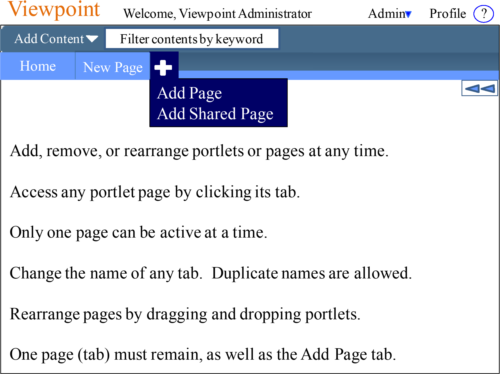 Viewpoint Welcome, Viewpoint Administrator Admin Profile ?
Add Content Filter contents by keyword
Home New Page
Add Page
Add Shared Page
Add, remove, or rearrange portlets or pages at any time.
Access any portlet page by clicking its tab.
Only one page can be active at a time.
Change the name of any tab. Duplicate names are allowed.
Rearrange pages by dragging and dropping portlets.
One page (tab) must remain, as well as the Add Page tab.